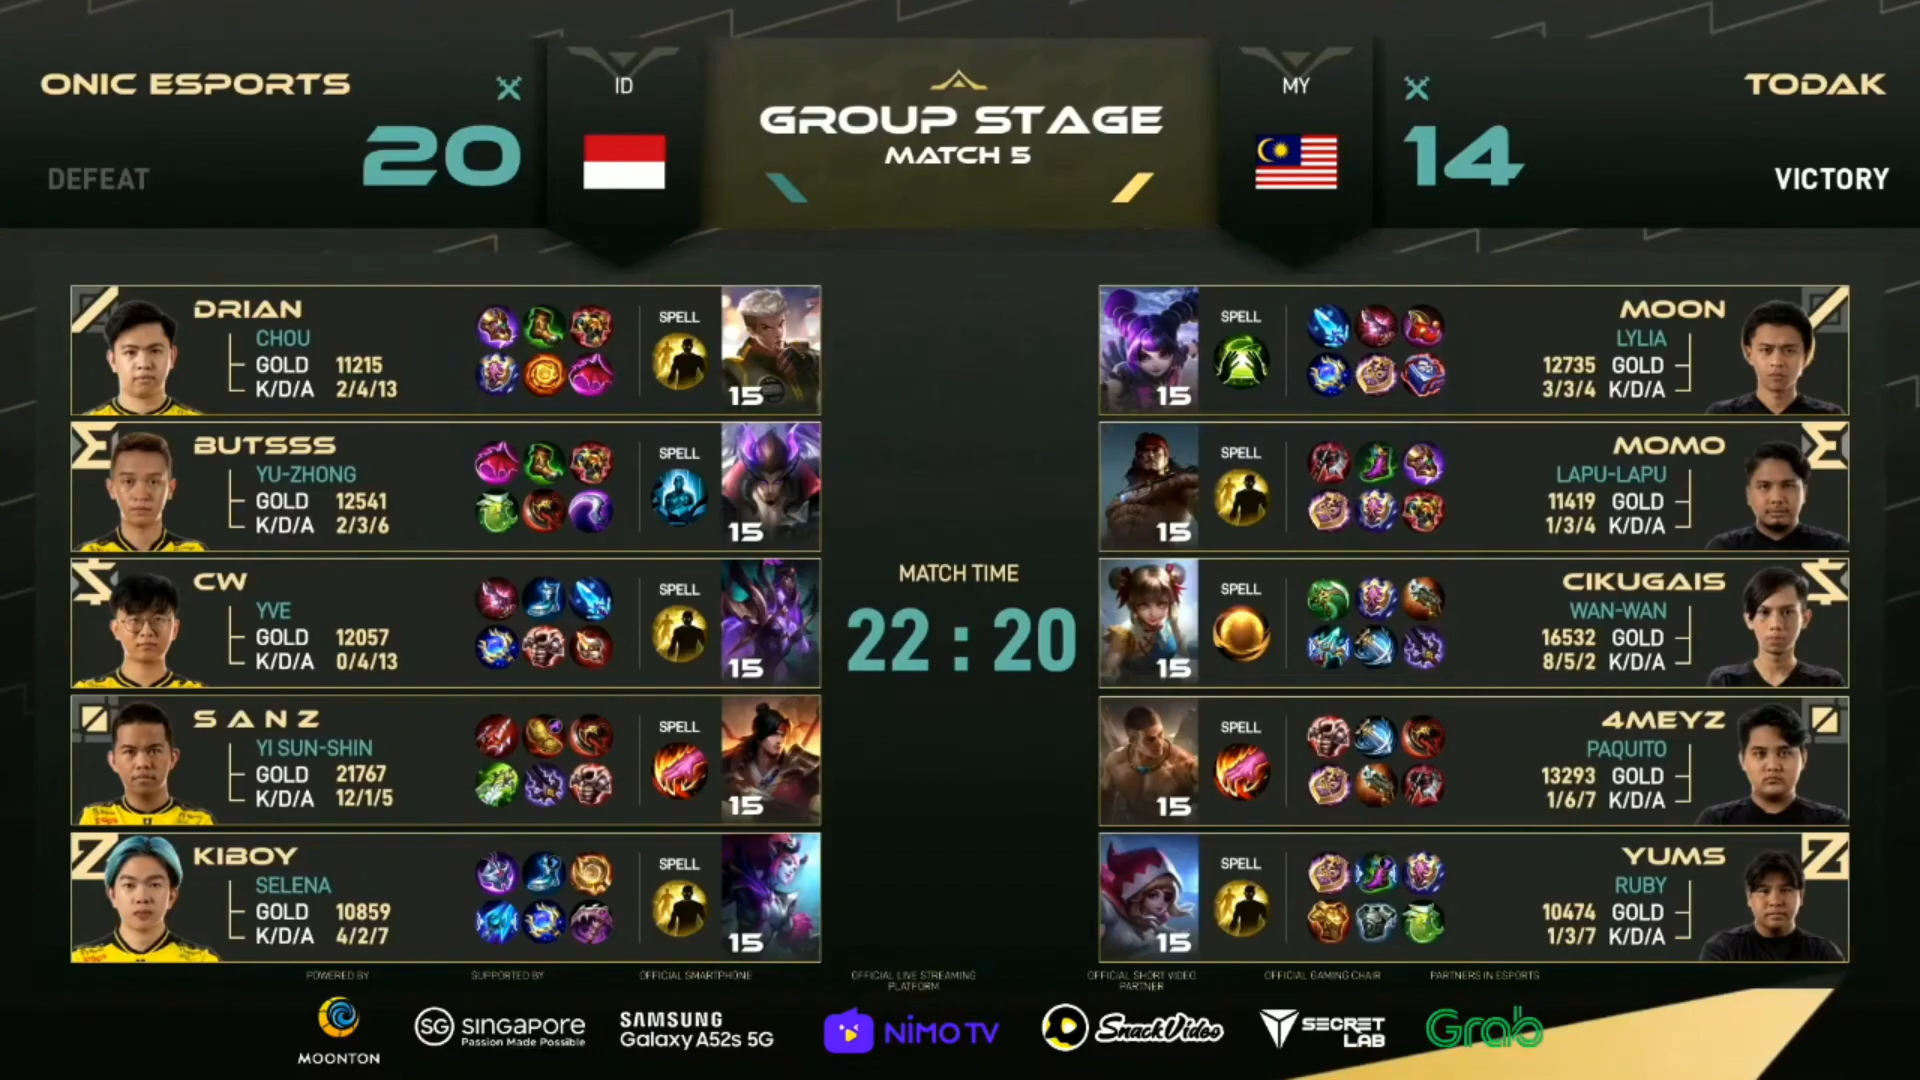 ONIC ESPORTS
20
DEFEAT
ID
GROUP STAGE
MATCH 5
MY
TODAK
14
VICTORY
DRIAN
CHOU
GOLD 11215
K/D/A 2/4/13
SPELL
15
BUTSSS
YU-ZHONG
GOLD 12541
K/D/A 2/3/6
SPELL
15
CW
YVE
GOLD 12057
K/D/A 0/4/13
SPELL
15
SANZ
YI SUN-SHIN
GOLD 21767
K/D/A 12/1/5
SPELL
15
KIBOY
SELENA
GOLD 10859
K/D/A 4/2/7
SPELL
15
MATCH TIME
22 : 20
15
SPELL
MOON
LYLIA
12735 GOLD
3/3/4 K/D/A
15
SPELL
MOMO
LAPU-LAPU
11419 GOLD
1/3/4 K/D/A
15
SPELL
CIKUGAIS
WAN-WAN
16532 GOLD
8/5/2 K/D/A
15
SPELL
4MEYZ
PAQUITO
13293 GOLD
1/6/7 K/D/A
15
SPELL
YUMS
RUBY
10474 GOLD
1/3/7 K/D/A
POWERED BY
MOONTON
SUPPORTED BY
SG singapore
Passion Made Possible
OFFICIAL SMARTPHONE
SAMSUNG
Galaxy A52s 5G
OFFICIAL LIVE STREAMING
PLATFORM
NIMO TV
OFFICIAL SHORT VIDEO
PARTNER
SnackVideo
OFFICIAL GAMING CHAIR
SECRET
LAB
PARTNERS IN ESPORTS
Grab